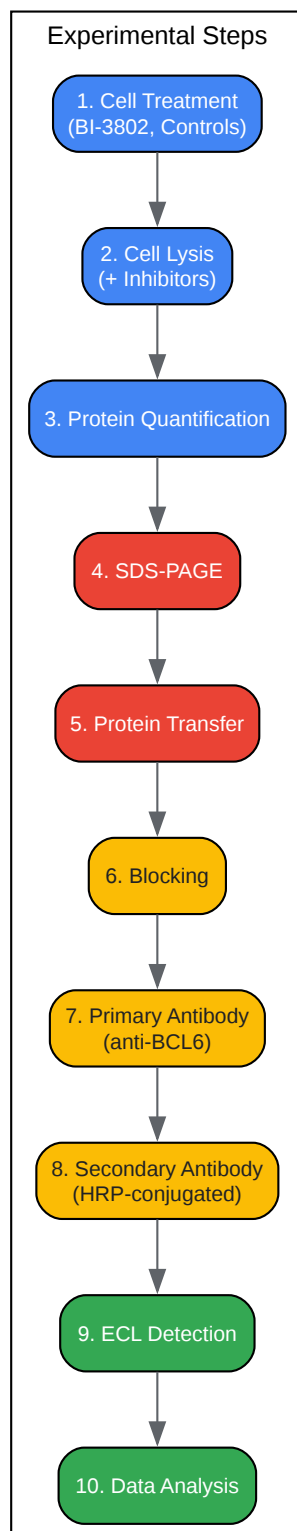 Experimental Steps
1. Cell Treatment
(BI-3802, Controls)
2. Cell Lysis
(+ Inhibitors)
3. Protein Quantification
4. SDS-PAGE
5. Protein Transfer
6. Blocking
7. Primary Antibody
(anti-BCL6)
8. Secondary Antibody
(HRP-conjugated)
9. ECL Detection
10. Data Analysis